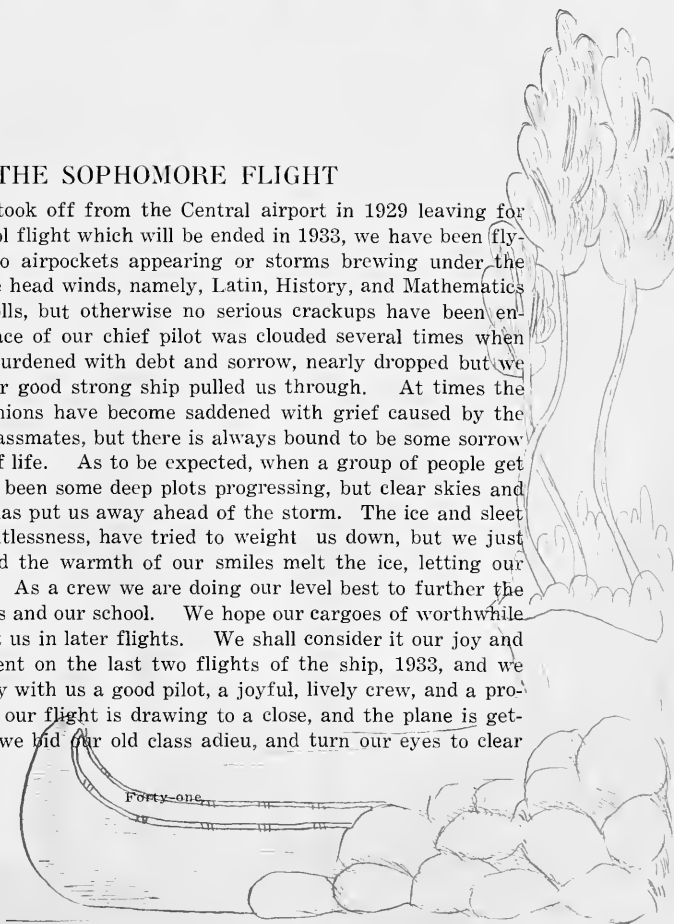 THE SOPHOMORE FLIGHT
took off from the Central airport in 1929 leaving for
ol flight which will be ended in 1933, we have been fly-
o airpockets appearing or storms brewing under the
e head winds, namely, Latin, History, and Mathematics
olls, but otherwise no serious crackups have been en-
ace of our chief pilot was clouded several times when
urdened with debt and sorrow, nearly dropped but we
r good strong ship pulled us through. At times the
nions have become saddened with grief caused by the
assmates, but there is always bound to be some sorrow
f life. As to be expected, when a group of people get
been some deep plots progressing, but clear skies and
as put us away ahead of the storm. The ice and sleet
tlessness, have tried to weight us down, but we just
d the warmth of our smiles melt the ice, letting our
As a crew we are doing our level best to further the
s and our school. We hope our cargoes of worthwhile
t us in later flights. We shall consider it our joy and
ent on the last two flights of the ship, 1933, and we
y with us a good pilot, a joyful, lively crew, and a pro-
our flight is drawing to a close, and the plane is get-
we bid our old class adieu, and turn our eyes to clear
Forty-one